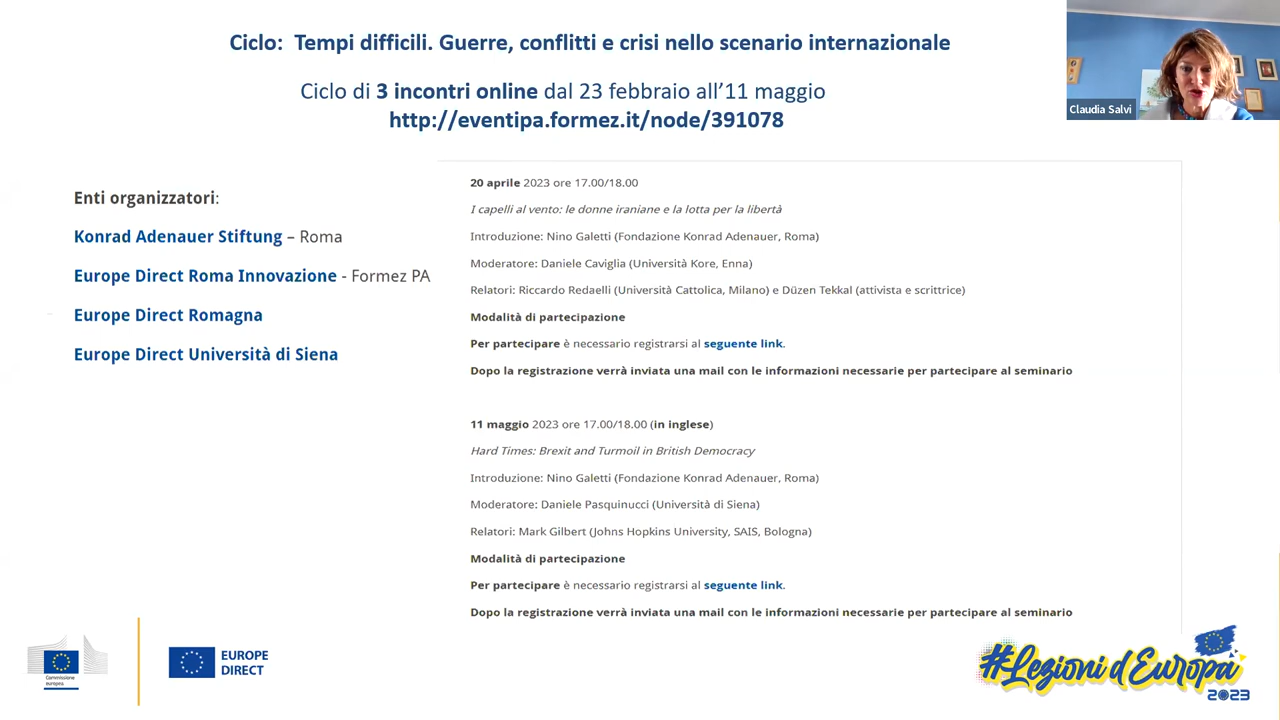 Ciclo:  Tempi difficili. Guerre, conflitti e crisi nello scenario internazionale
Ciclo di 3 incontri online dal 23 febbraio all’11 maggio
http://eventipa.formez.it/node/391078
Claudia Salvi
Enti organizzatori:
Konrad Adenauer Stiftung – Roma
Europe Direct Roma Innovazione - Formez PA
Europe Direct Romagna
Europe Direct Università di Siena
20 aprile 2023 ore 17.00/18.00
I capelli al vento: le donne iraniane e la lotta per la libertà
Introduzione: Nino Galetti (Fondazione Konrad Adenauer, Roma)
Moderatore: Daniele Caviglia (Università Kore, Enna)
Relatori: Riccardo Redaelli (Università Cattolica, Milano) e Düzen Tekkal (attivista e scrittrice)
Modalità di partecipazione
Per partecipare è necessario registrarsi al seguente link.
Dopo la registrazione verrà inviata una mail con le informazioni necessarie per partecipare al seminario
11 maggio 2023 ore 17.00/18.00 (in inglese)
Hard Times: Brexit and Turmoil in British Democracy
Introduzione: Nino Galetti (Fondazione Konrad Adenauer, Roma)
Moderatore: Daniele Pasquinucci (Università di Siena)
Relatori: Mark Gilbert (Johns Hopkins University, SAIS, Bologna)
Modalità di partecipazione
Per partecipare è necessario registrarsi al seguente link.
Dopo la registrazione verrà inviata una mail con le informazioni necessarie per partecipare al seminario
Commissione
europea
EUROPE
DIRECT
#Lezioni d'Europa
2023